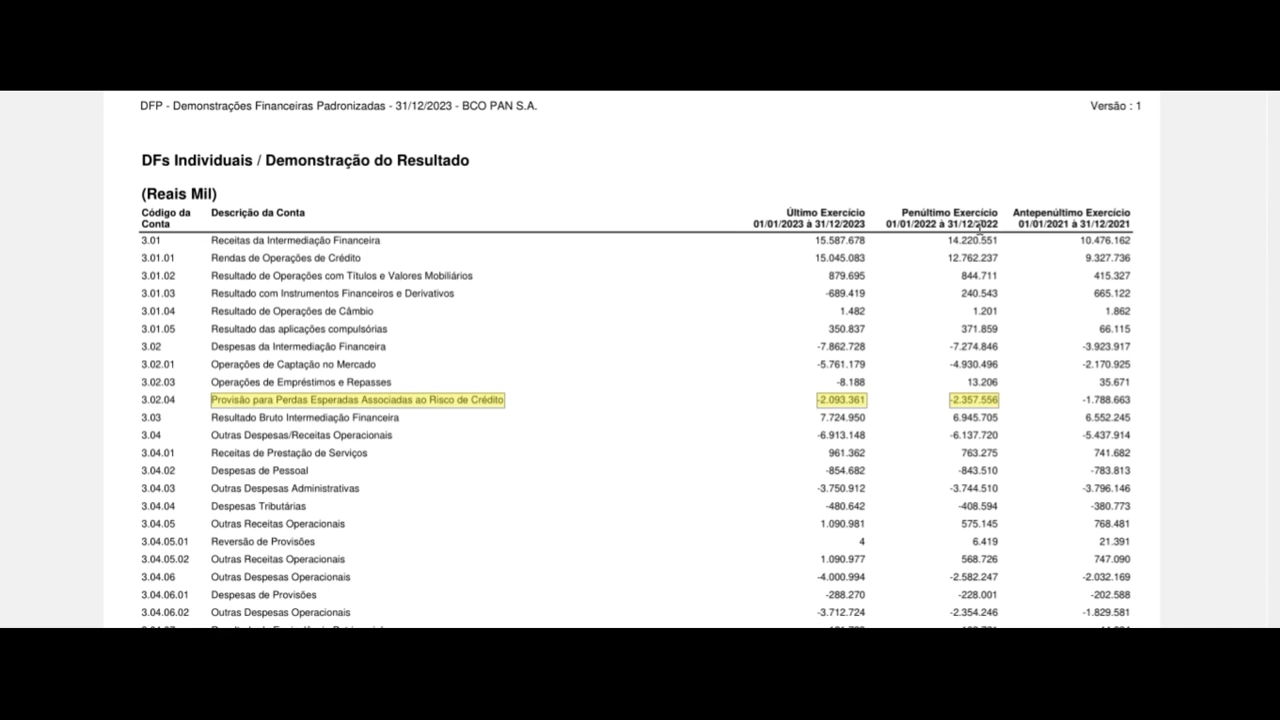 DFP - Demonstrações Financeiras Padronizadas - 31/12/2023 - BCO PAN S.A. Versão : 1
DFs Individuais / Demonstração do Resultado
(Reais Mil)
Código da Conta Descrição da Conta Último Exercício 01/01/2023 à 31/12/2023 Penúltimo Exercício 01/01/2022 à 31/12/2022 Antepenúltimo Exercício 01/01/2021 à 31/12/2021
3.01 Receitas da Intermediação Financeira 15.587.678 14.220.551 10.476.162
3.01.01 Rendas de Operações de Crédito 15.045.083 12.762.237 9.327.736
3.01.02 Resultado de Operações com Títulos e Valores Mobiliários 879.695 844.711 415.327
3.01.03 Resultado com Instrumentos Financeiros e Derivativos -689.419 240.543 665.122
3.01.04 Resultado de Operações de Câmbio 1.482 1.201 1.862
3.01.05 Resultado das aplicações compulsórias 350.837 371.859 66.115
3.02 Despesas da Intermediação Financeira -7.862.728 -7.274.846 -3.923.917
3.02.01 Operações de Captação no Mercado -5.761.179 -4.930.496 -2.170.925
3.02.03 Operações de Empréstimos e Repasses -8.188 13.206 35.671
3.02.04 Provisão para Perdas Esperadas Associadas ao Risco de Crédito -2.093.361 -2.357.556 -1.788.663
3.03 Resultado Bruto Intermediação Financeira 7.724.950 6.945.705 6.552.245
3.04 Outras Despesas/Receitas Operacionais -6.913.148 -6.137.720 -5.437.914
3.04.01 Receitas de Prestação de Serviços 961.362 763.275 741.682
3.04.02 Despesas de Pessoal -854.682 -843.510 -783.813
3.04.03 Outras Despesas Administrativas -3.750.912 -3.744.510 -3.796.146
3.04.04 Despesas Tributárias -480.642 -408.594 -380.773
3.04.05 Outras Receitas Operacionais 1.090.981 575.145 768.481
3.04.05.01 Reversão de Provisões 4 6.419 21.391
3.04.05.02 Outras Receitas Operacionais 1.090.977 568.726 747.090
3.04.06 Outras Despesas Operacionais -4.000.994 -2.582.247 -2.032.169
3.04.06.01 Despesas de Provisões -288.270 -228.001 -202.588
3.04.06.02 Outras Despesas Operacionais -3.712.724 -2.354.246 -1.829.581